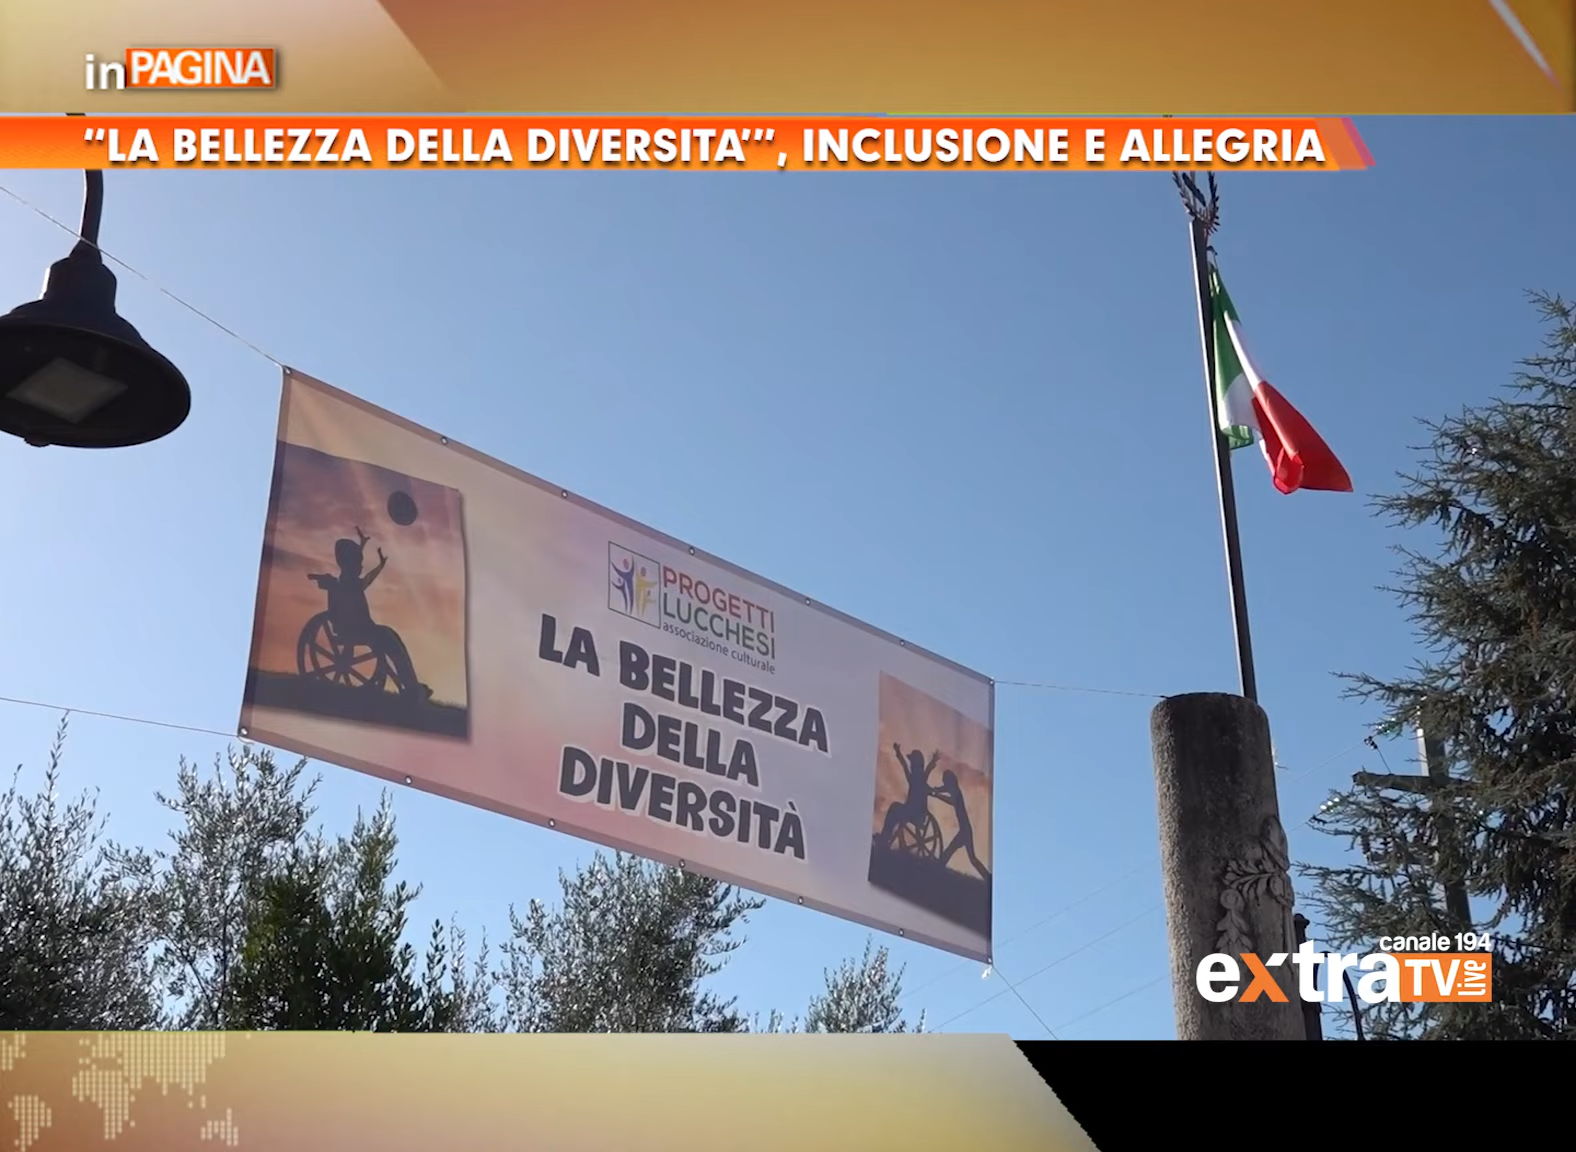 inPAGINA
“LA BELLEZZA DELLA DIVERSITA’”, INCLUSIONE E ALLEGRIA
PROGETTI
LUCCHESI
associazione culturale
LA BELLEZZA
DELLA
DIVERSITÀ
canale 194
extraTV live